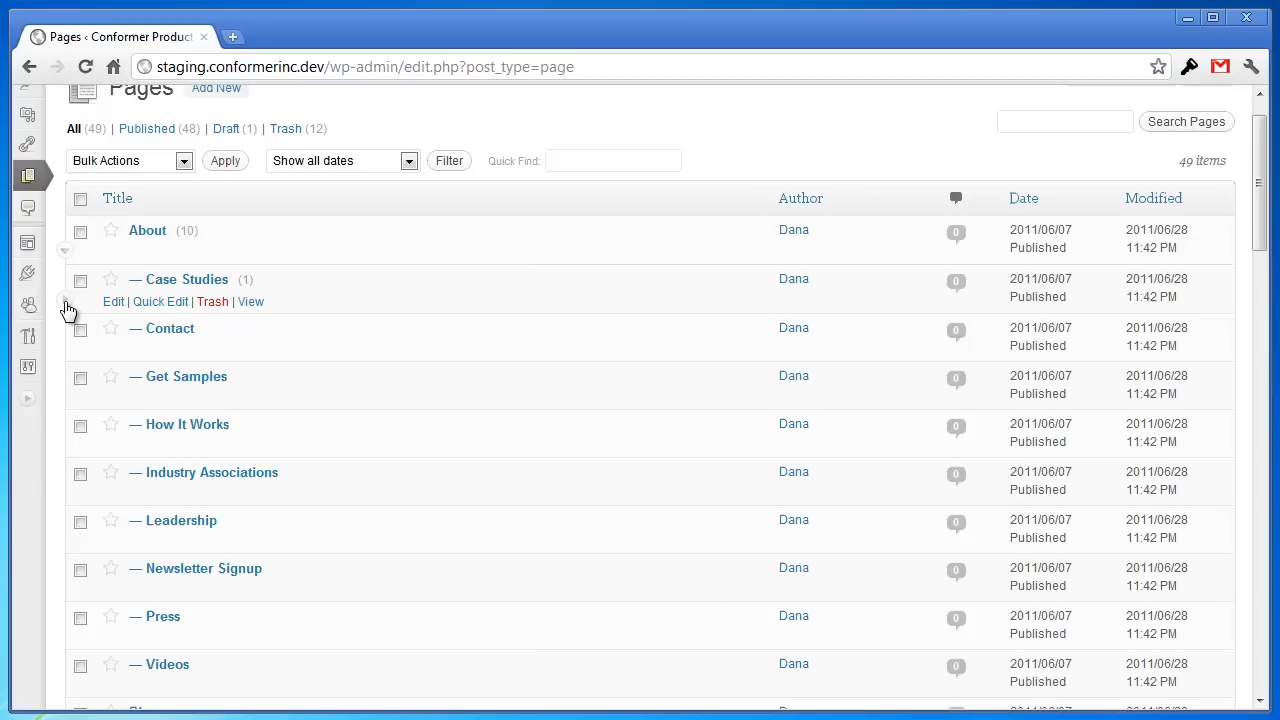 Pages ‹ Conformer Product
staging.conformerinc.dev/wp-admin/edit.php?post_type=page
Pages Add New
All (49) | Published (48) | Draft (1) | Trash (12)
Search Pages
Bulk Actions Apply Show all dates Filter Quick Find: 49 items
Title Author Date Modified
About (10) Dana 0 2011/06/07 2011/06/28
Published 11:42 PM
— Case Studies (1) Dana 0 2011/06/07 2011/06/28
Edit | Quick Edit | Trash | View Published 11:42 PM
— Contact Dana 0 2011/06/07 2011/06/28
Published 11:42 PM
— Get Samples Dana 0 2011/06/07 2011/06/28
Published 11:42 PM
— How It Works Dana 0 2011/06/07 2011/06/28
Published 11:42 PM
— Industry Associations Dana 0 2011/06/07 2011/06/28
Published 11:42 PM
— Leadership Dana 0 2011/06/07 2011/06/28
Published 11:42 PM
— Newsletter Signup Dana 0 2011/06/07 2011/06/28
Published 11:42 PM
— Press Dana 0 2011/06/07 2011/06/28
Published 11:42 PM
— Videos Dana 0 2011/06/07 2011/06/28
Published 11:42 PM